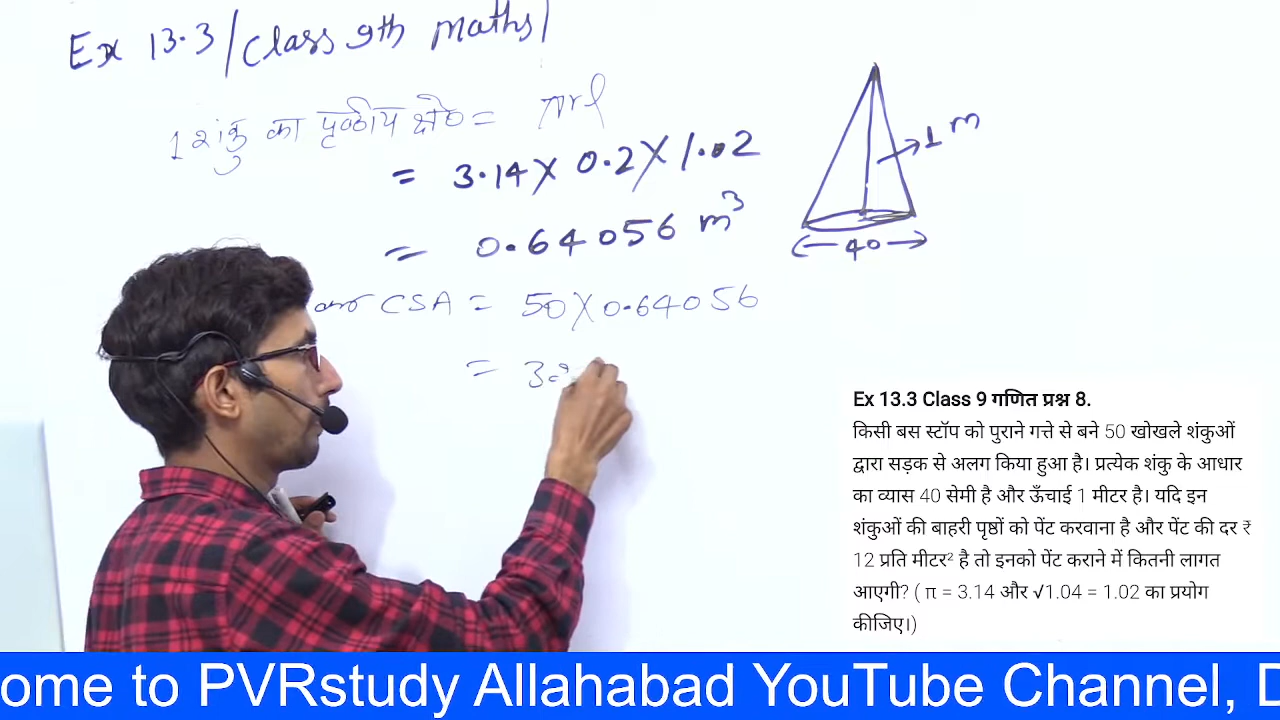 Ex 13.3/Class 9th maths/
1 शंकु का पृष्ठीय क्षे० = πrl
= 3.14 X 0.2 X 1.02
= 0.64056 m³
CSA = 50 X 0.64056
= 32
1 m
40
Ex 13.3 Class 9 गणित प्रश्न 8.
किसी बस स्टॉप को पुराने गत्ते से बने 50 खोखले शंकुओं
द्वारा सड़क से अलग किया हुआ है। प्रत्येक शंकु के आधार
का व्यास 40 सेमी है और ऊँचाई 1 मीटर है। यदि इन
शंकुओं की बाहरी पृष्ठों को पेंट करवाना है और पेंट की दर ₹
12 प्रति मीटर² है तो इनको पेंट कराने में कितनी लागत
आएगी? ( π = 3.14 और √1.04 = 1.02 का प्रयोग
कीजिए।)
ome to PVRstudy Allahabad YouTube Channel, D